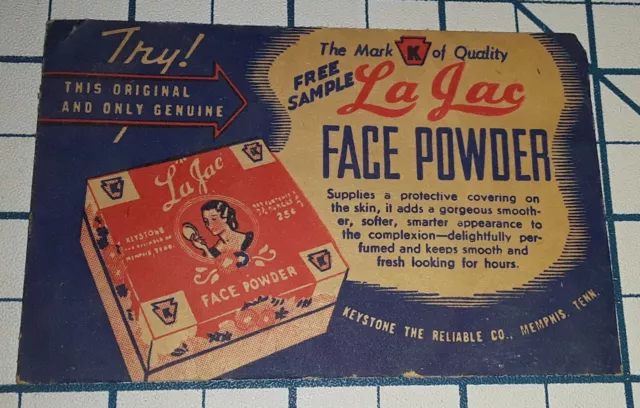 Try!
THIS ORIGINAL
AND ONLY GENUINE
The Mark K of Quality
FREE
SAMPLE
La Jac
FACE POWDER
Supplies a protective covering on
the skin, it adds a gorgeous smooth-
er, softer, smarter appearance to
the complexion—delightfully per-
fumed and keeps smooth and
fresh looking for hours.
KEYSTONE THE RELIABLE CO., MEMPHIS, TENN.
K
K
La Jac
25¢
KEYSTONE
THE RELIABLE CO.
MEMPHIS TENN.
FACE POWDER
K
K